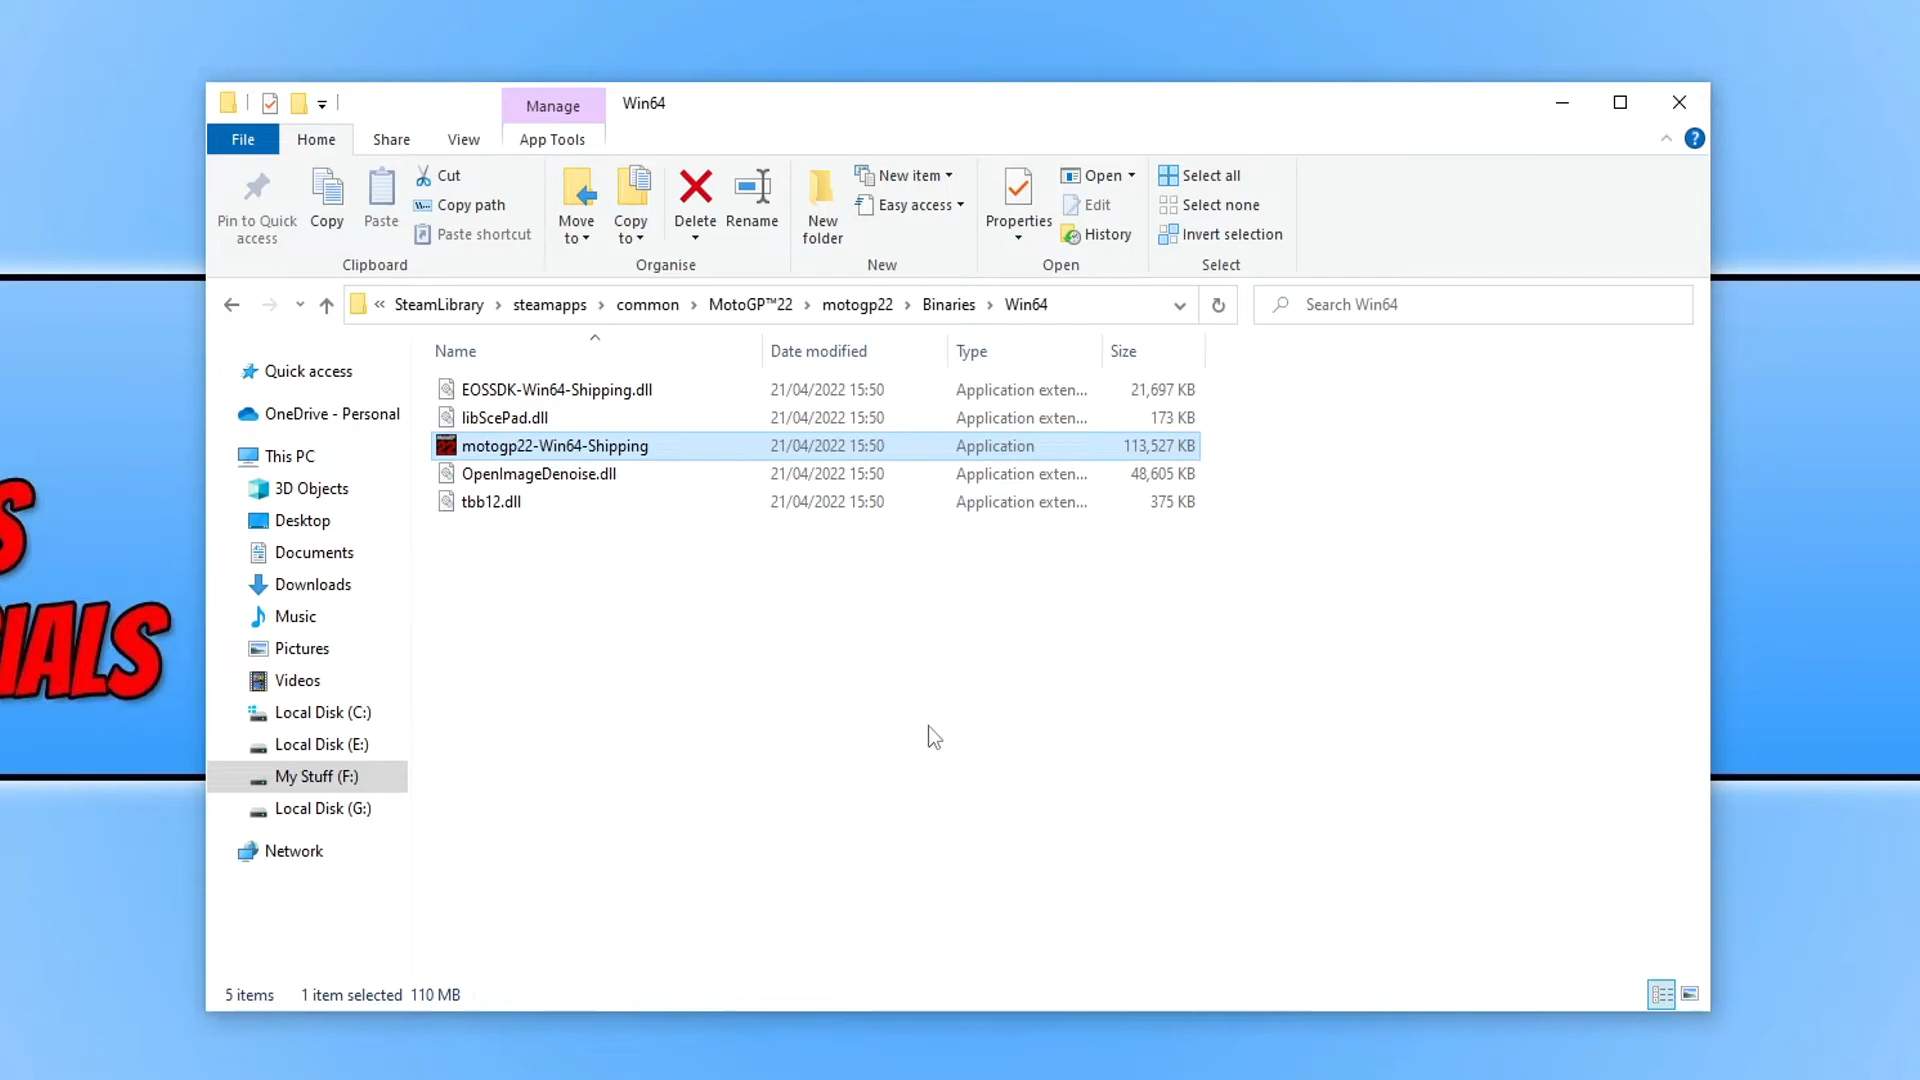 Manage
Win64
File
Home
Share
View
App Tools
Pin to Quick access
Copy
Paste
Cut
Copy path
Paste shortcut
Clipboard
Move to
Copy to
Delete
Rename
Organise
New folder
New item
Easy access
New
Properties
Open
Edit
History
Open
Select all
Select none
Invert selection
Select
« SteamLibrary > steamapps > common > MotoGP™22 > motogp22 > Binaries > Win64
Search Win64
Name Date modified Type Size
EOSSDK-Win64-Shipping.dll 21/04/2022 15:50 Application exten... 21,697 KB
libScePad.dll 21/04/2022 15:50 Application exten... 173 KB
motogp22-Win64-Shipping 21/04/2022 15:50 Application 113,527 KB
OpenImageDenoise.dll 21/04/2022 15:50 Application exten... 48,605 KB
tbb12.dll 21/04/2022 15:50 Application exten... 375 KB
Quick access
OneDrive - Personal
This PC
3D Objects
Desktop
Documents
Downloads
Music
Pictures
Videos
Local Disk (C:)
Local Disk (E:)
My Stuff (F:)
Local Disk (G:)
Network
5 items 1 item selected 110 MB